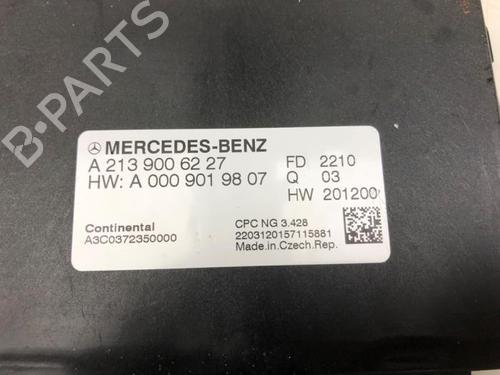 B-PARTS
MERCEDES-BENZ
A 213 900 62 27
HW: A 000 901 98 07
FD 2210
Q 03
HW 201200
Continental
A3C0372350000
CPC NG 3.428
2203120157115881
Made.in.Czech.Rep.